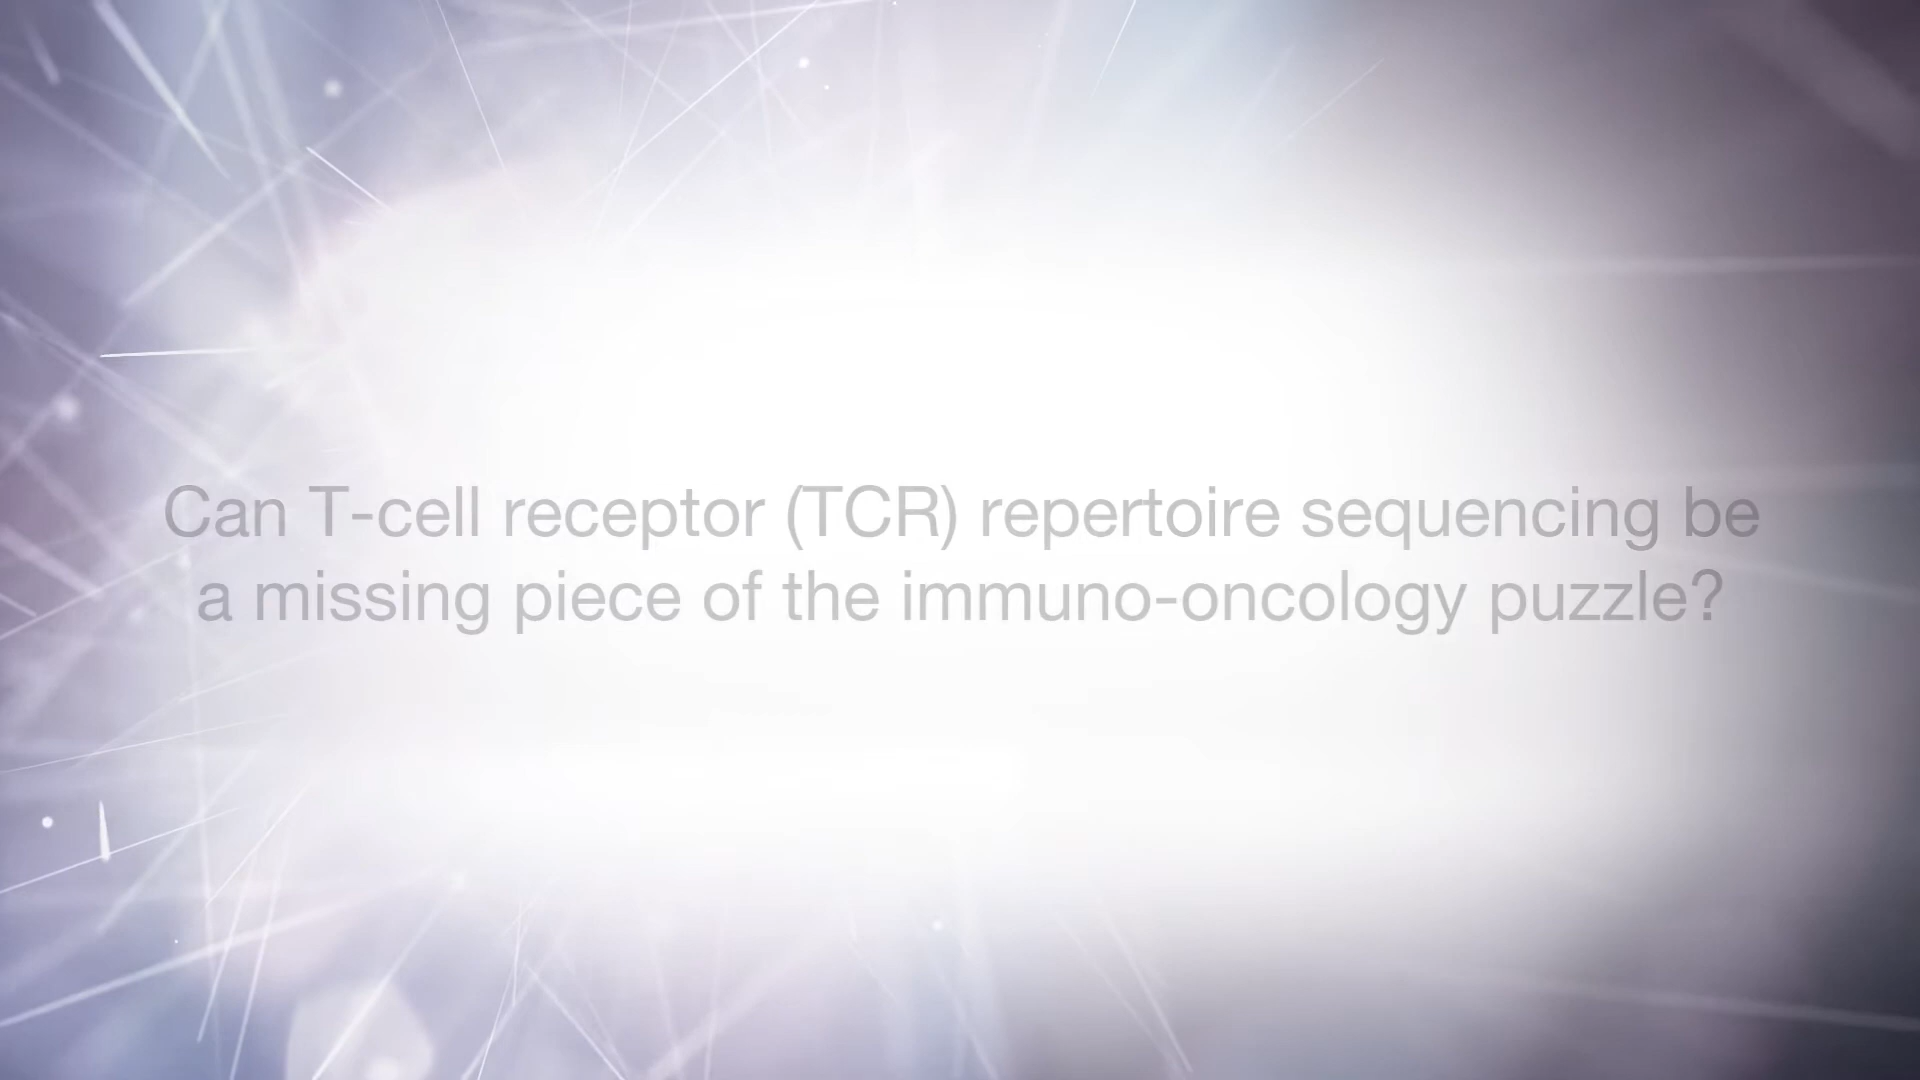 Can T-cell receptor (TCR) repertoire sequencing be
a missing piece of the immuno-oncology puzzle?